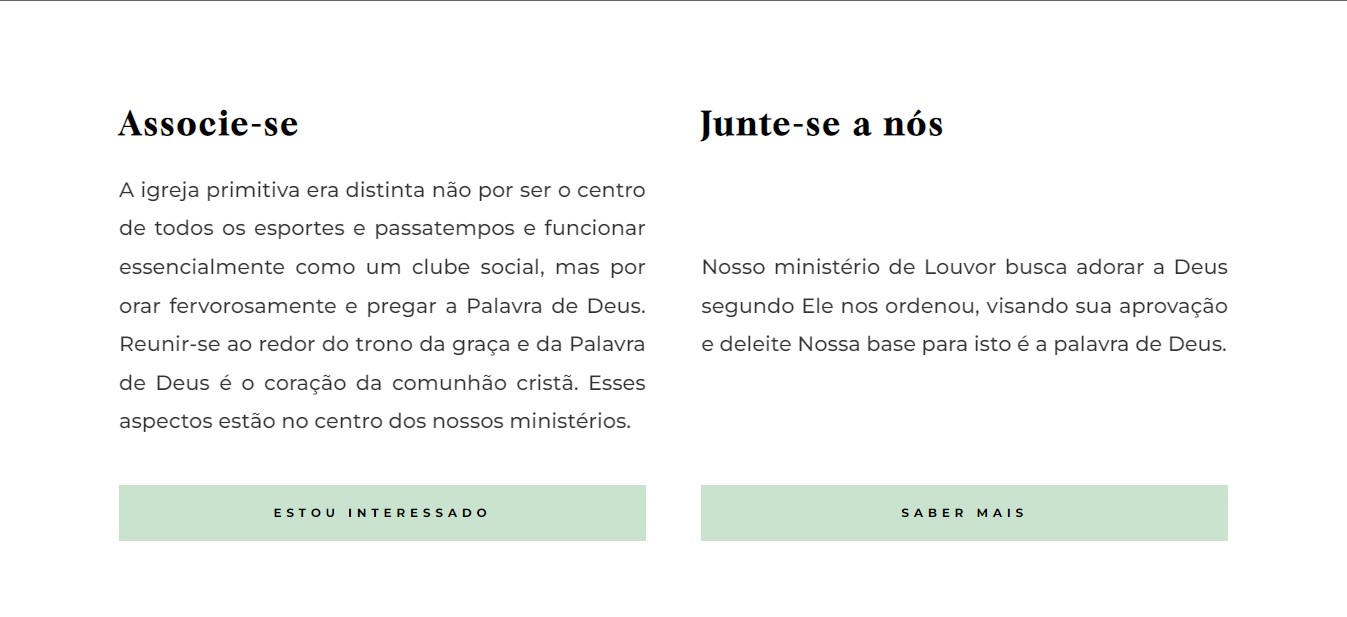 Associe-se
A igreja primitiva era distinta não por ser o centro
de todos os esportes e passatempos e funcionar
essencialmente como um clube social, mas por
orar fervorosamente e pregar a Palavra de Deus.
Reunir-se ao redor do trono da graça e da Palavra
de Deus é o coração da comunhão cristã. Esses
aspectos estão no centro dos nossos ministérios.
ESTOU INTERESSADO
Junte-se a nós
Nosso ministério de Louvor busca adorar a Deus
segundo Ele nos ordenou, visando sua aprovação
e deleite Nossa base para isto é a palavra de Deus.
SABER MAIS